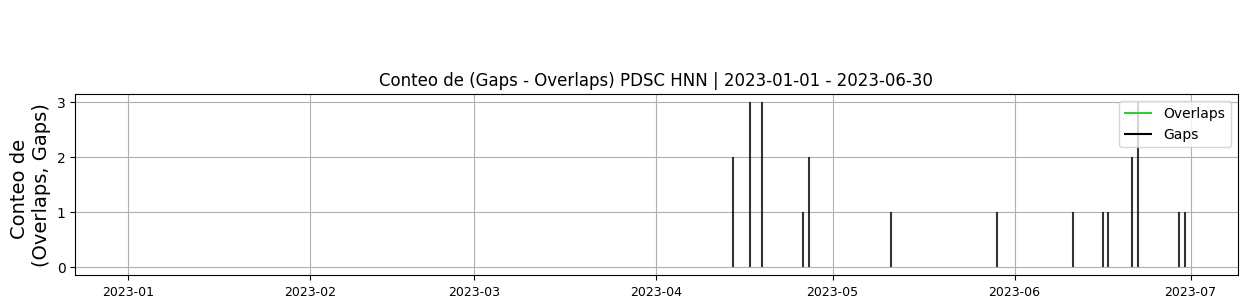 Conteo de (Gaps - Overlaps) PDSC HNN | 2023-01-01 - 2023-06-30
Conteo de
(Overlaps, Gaps)
3
2
1
0
Overlaps
Gaps
2023-01
2023-02
2023-03
2023-04
2023-05
2023-06
2023-07